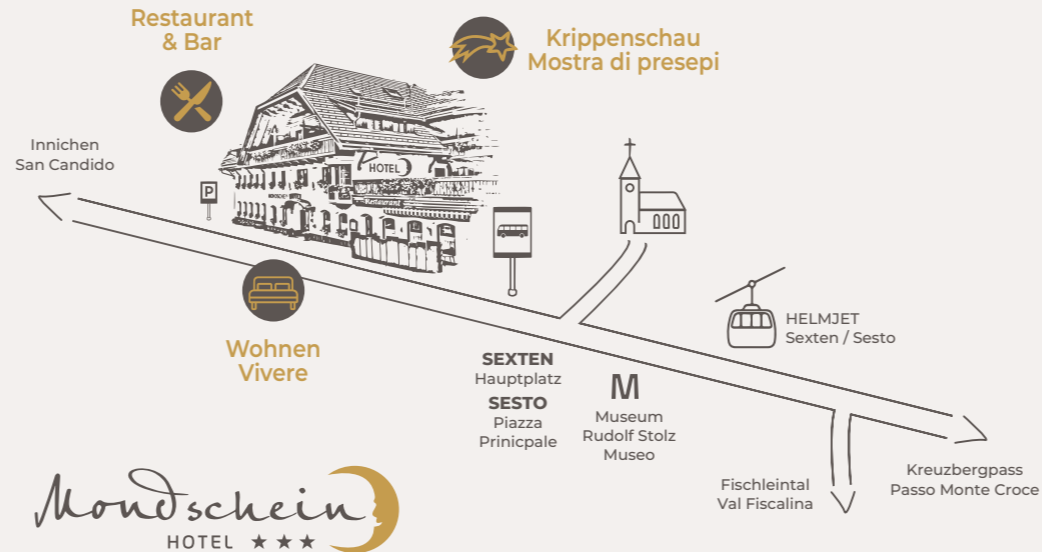 Restaurant
& Bar
Krippenschau
Mostra di presepi
Innichen
San Candido
P
HOTEL
HELMJET
Sexten / Sesto
Wohnen
Vivere
SEXTEN
Hauptplatz
SESTO
Piazza
Prinicpale
M
Museum
Rudolf Stolz
Museo
Fischleintal
Val Fiscalina
Kreuzbergpass
Passo Monte Croce
Mondschein
HOTEL ★★★